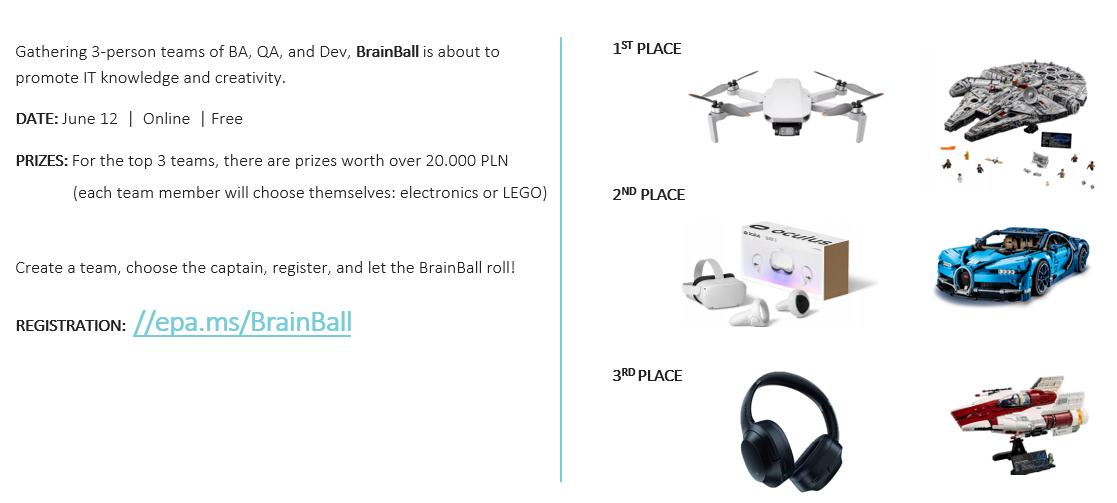 Gathering 3-person teams of BA, QA, and Dev, BrainBall is about to
promote IT knowledge and creativity.
DATE: June 12 | Online | Free
PRIZES: For the top 3 teams, there are prizes worth over 20.000 PLN
(each team member will choose themselves: electronics or LEGO)
Create a team, choose the captain, register, and let the BrainBall roll!
REGISTRATION: //epa.ms/BrainBall
1ST PLACE
2ND PLACE
oculus
3RD PLACE